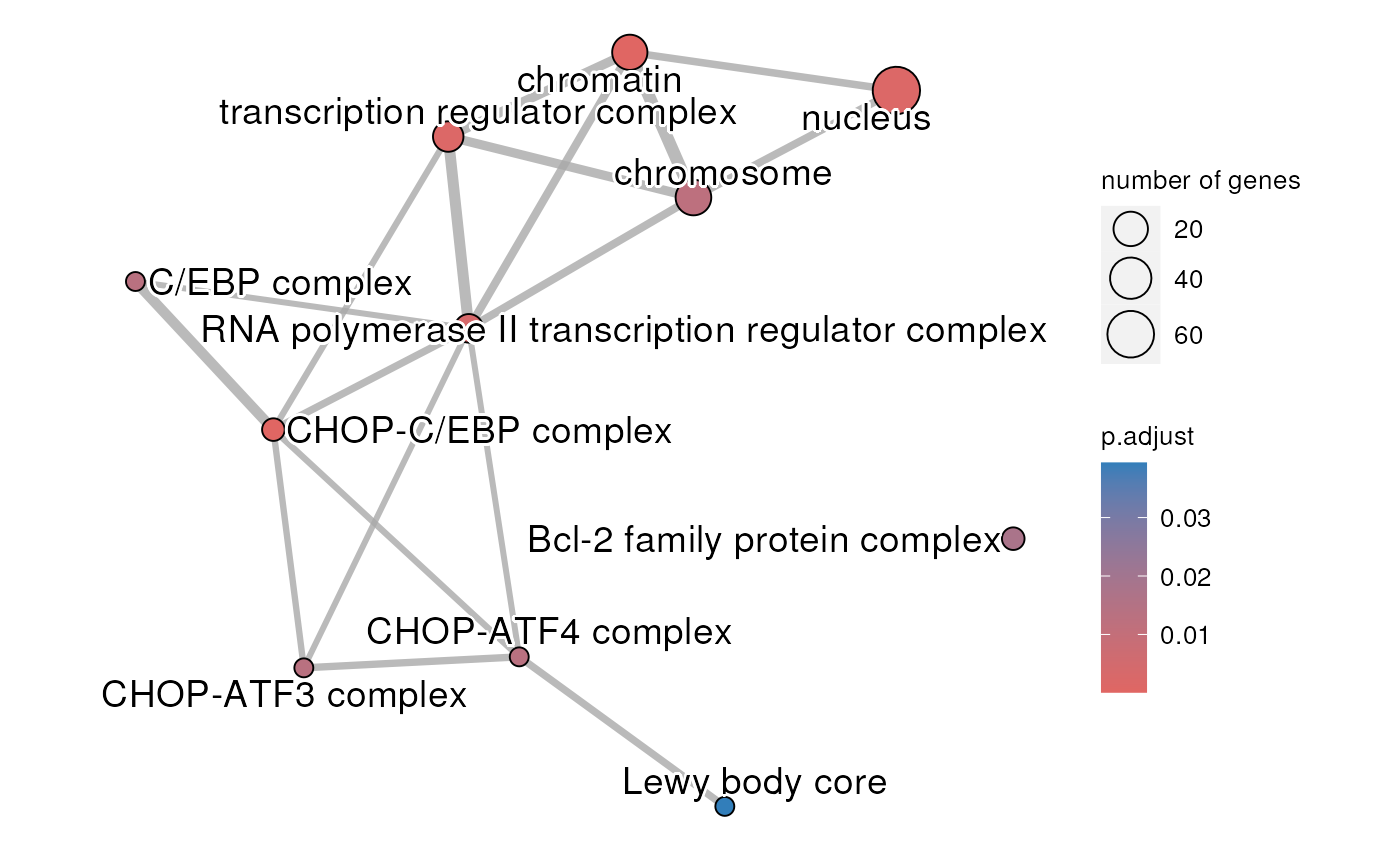 chromatin
transcription regulator complex
nucleus
chromosome
C/EBP complex
RNA polymerase II transcription regulator complex
CHOP-C/EBP complex
Bcl-2 family protein complex
CHOP-ATF4 complex
CHOP-ATF3 complex
Lewy body core
number of genes
20
40
60
p.adjust
0.03
0.02
0.01